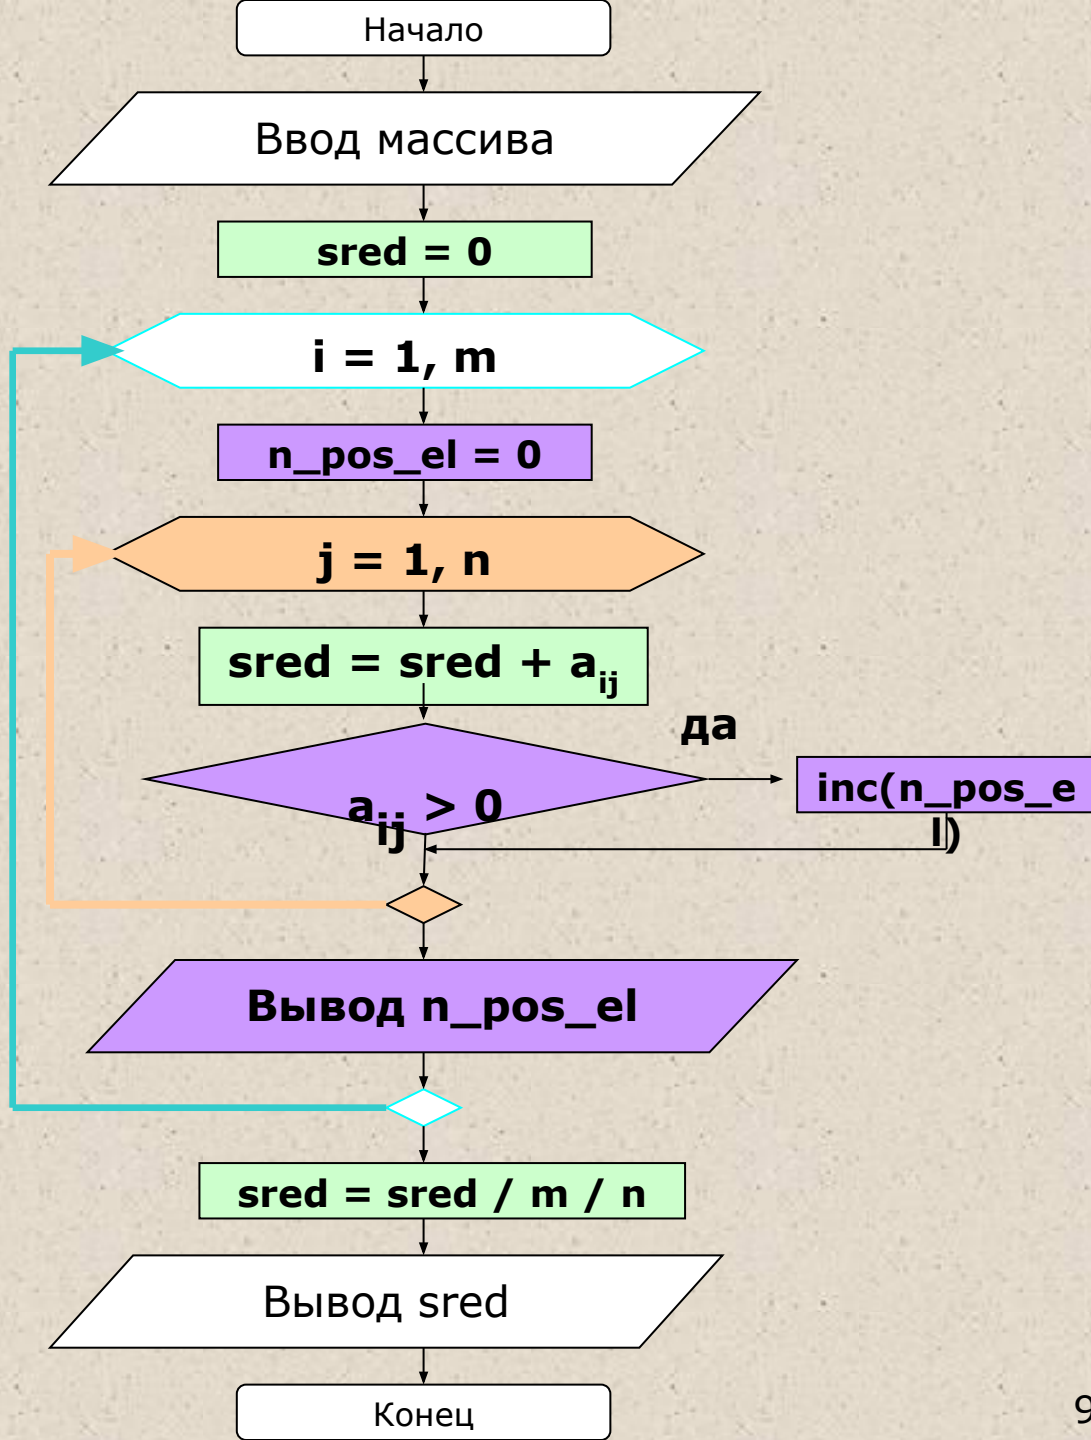 Начало
Ввод массива
sred = 0
i = 1, m
n_pos_el = 0
j = 1, n
sred = sred + aij
да
aij > 0
inc(n_pos_e
l)
Вывод n_pos_el
sred = sred / m / n
Вывод sred
Конец
9